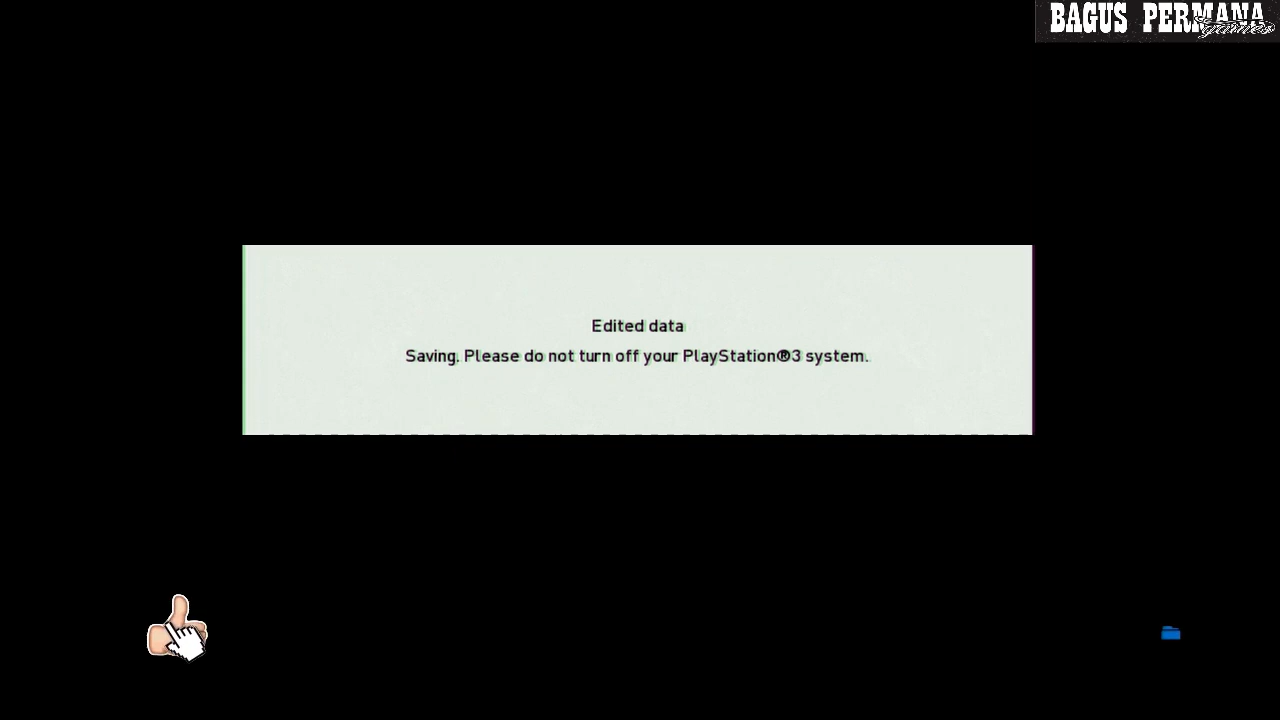 BAGUS PERMANA
games
Edited data
Saving. Please do not turn off your PlayStation®3 system.